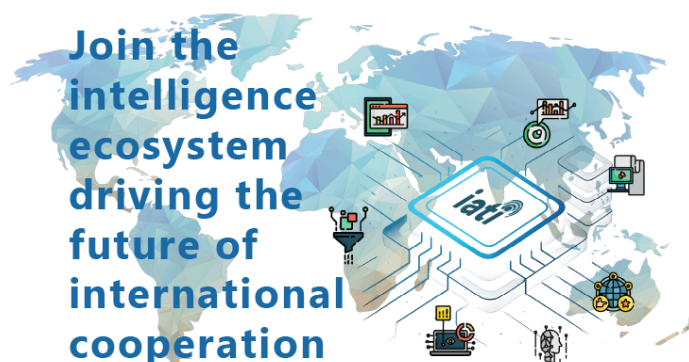 Join the
intelligence
ecosystem
driving the
future of
international
cooperation
iati